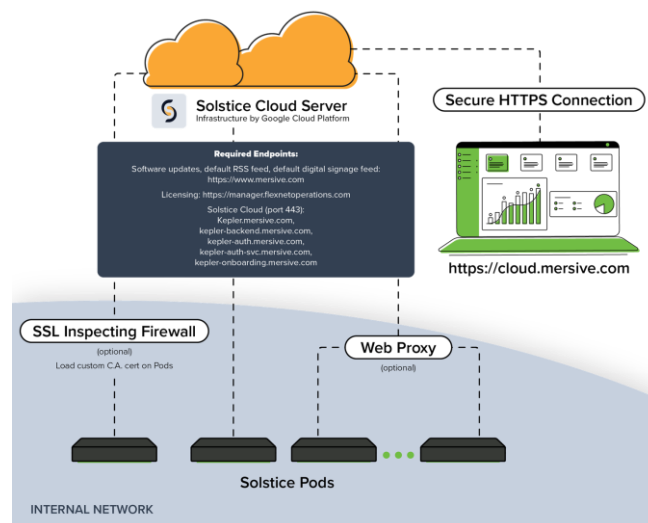 Solstice Cloud Server
Infrastructure by Google Cloud Platform
Secure HTTPS Connection
Required Endpoints:
Software updates, default RSS feed, default digital signage feed:
https://www.mersive.com
Licensing: https://manager.flexnetoperations.com
Solstice Cloud (port 443):
Kepler.mersive.com,
kepler-backend.mersive.com,
kepler-auth.mersive.com,
kepler-auth-svc.mersive.com,
kepler-onboarding.mersive.com
https://cloud.mersive.com
SSL Inspecting Firewall
(optional)
Load custom C.A. cert on Pods
Web Proxy
(optional)
Solstice Pods
INTERNAL NETWORK